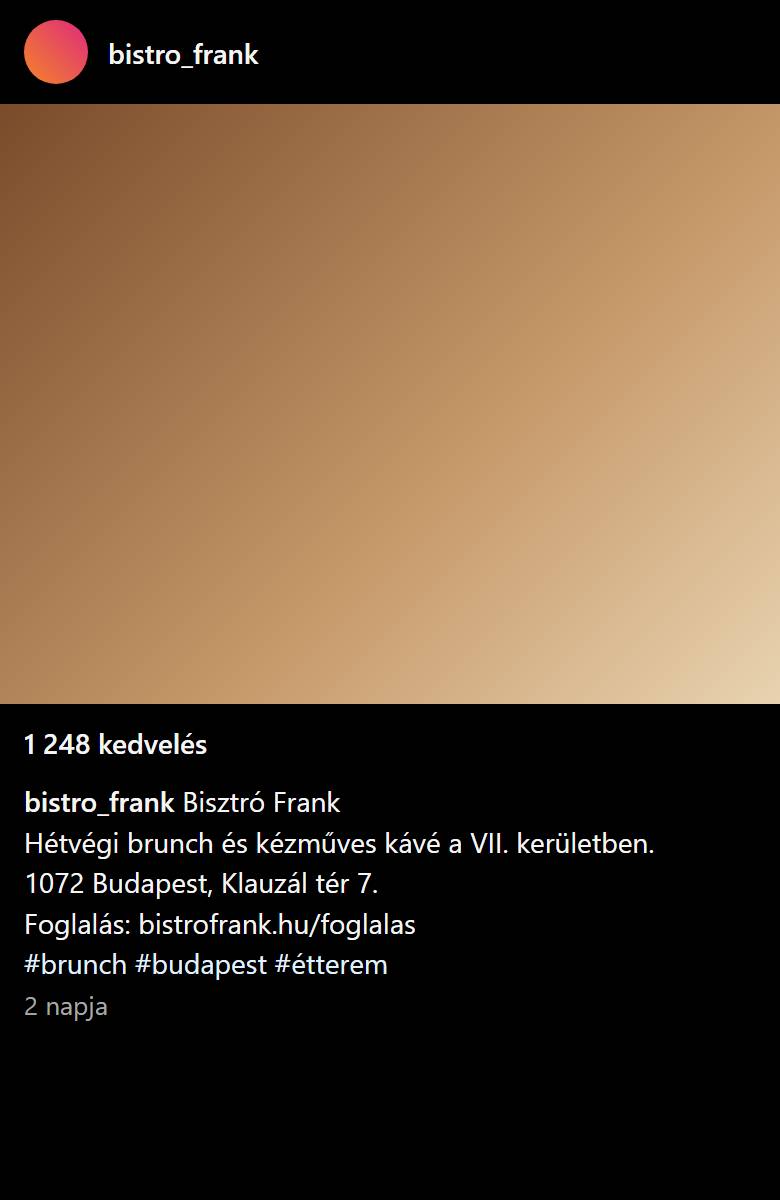 bistro_frank
1 248 kedvelés
bistro_frank Bisztró Frank
Hétvégi brunch és kézműves kávé a VII. kerületben.
1072 Budapest, Klauzál tér 7.
Foglalás: bistrofrank.hu/foglalas
#brunch #budapest #étterem
2 napja